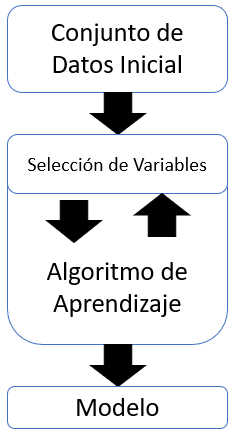 Conjunto de
Datos Inicial
Selección de Variables
Algoritmo de
Aprendizaje
Modelo